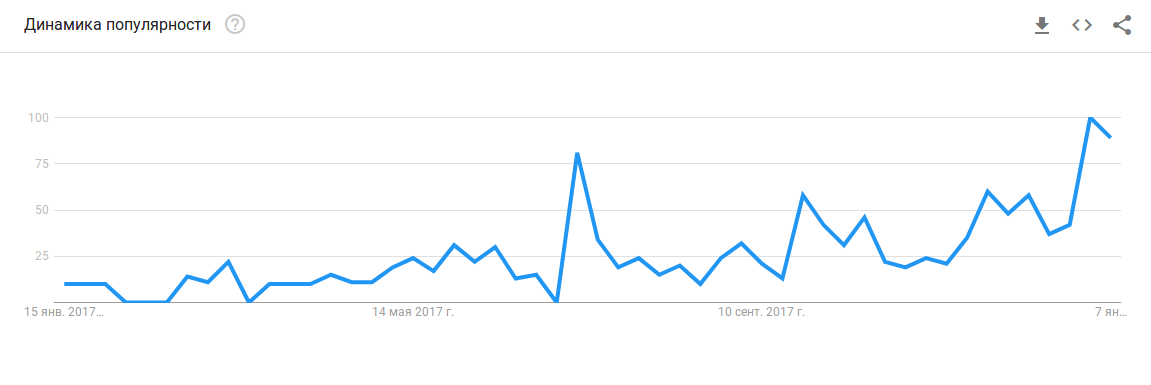 Динамика популярности ?
100
75
50
25
15 янв. 2017…
14 мая 2017 г.
10 сент. 2017 г.
7 ян…